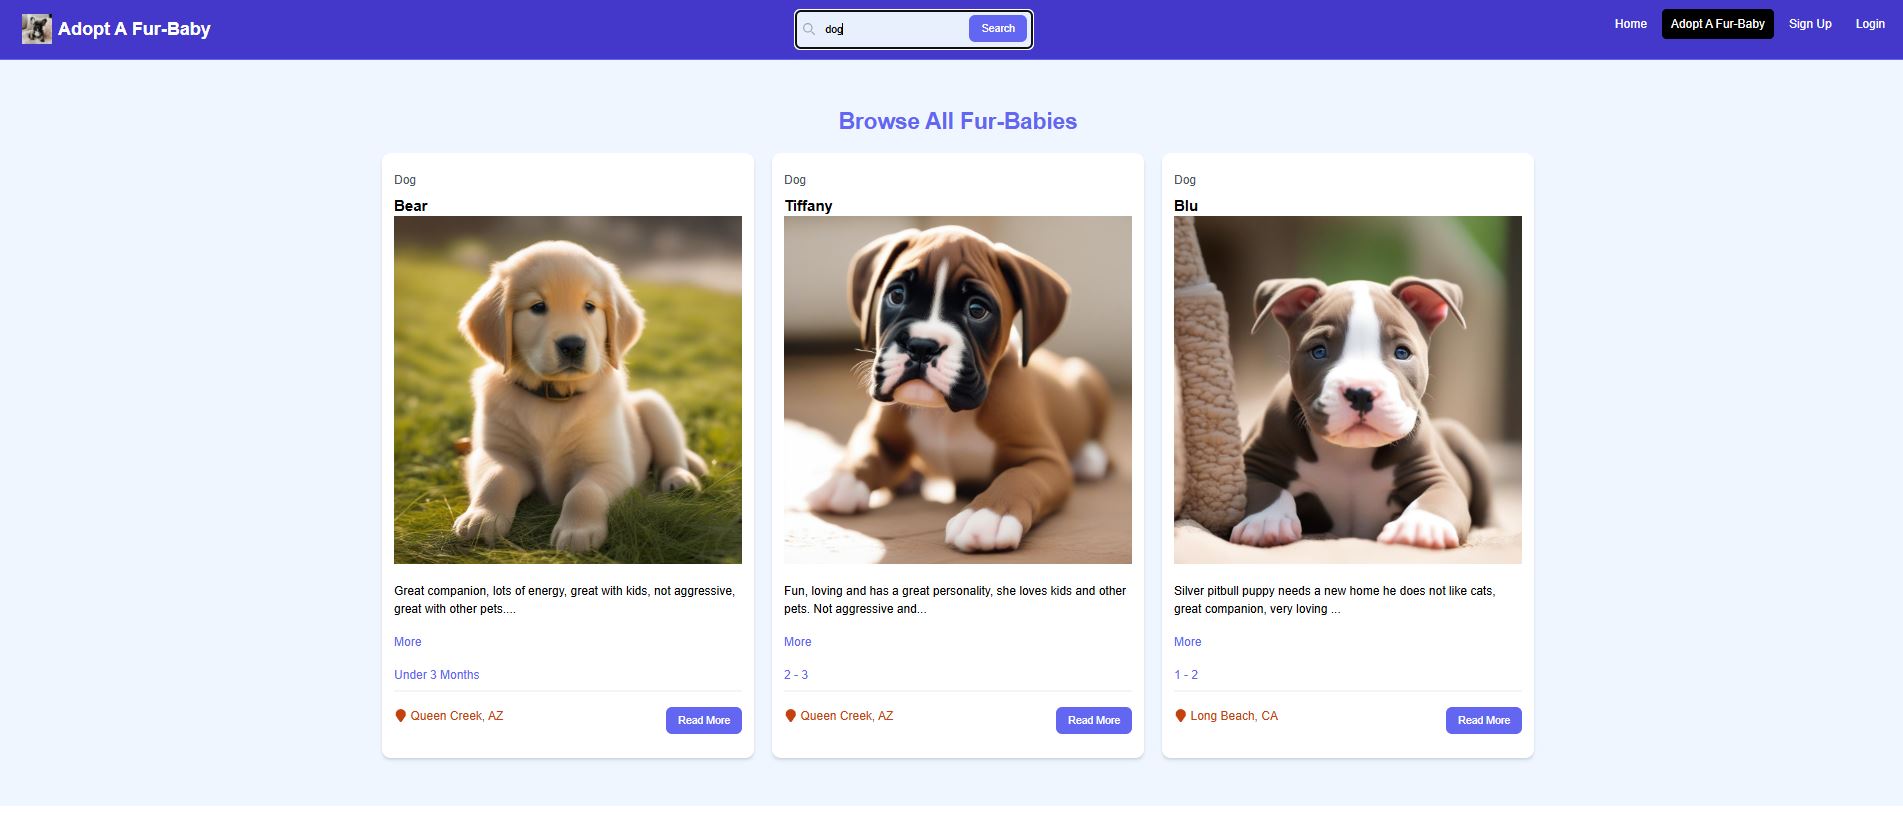 Adopt A Fur-Baby
dog
Search
Home
Adopt A Fur-Baby
Sign Up
Login
Browse All Fur-Babies
Dog
Bear
Great companion, lots of energy, great with kids, not aggressive,
great with other pets....
More
Under 3 Months
Queen Creek, AZ
Read More
Dog
Tiffany
Fun, loving and has a great personality, she loves kids and other
pets. Not aggressive and...
More
2 - 3
Queen Creek, AZ
Read More
Dog
Blu
Silver pitbull puppy needs a new home he does not like cats,
great companion, very loving ...
More
1 - 2
Long Beach, CA
Read More